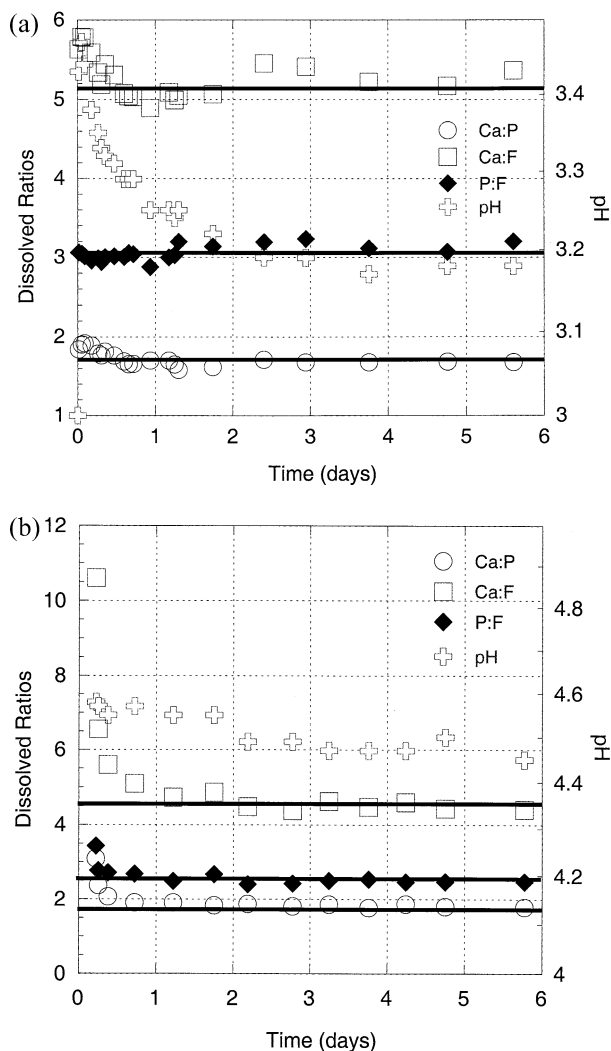 (a)
6
5
4
3
2
1
Dissolved Ratios
3.4
3.3
3.2
3.1
3
pH
Ca:P
Ca:F
P:F
pH
0 1 2 3 4 5 6
Time (days)
(b)
12
10
8
6
4
2
0
Dissolved Ratios
4.8
4.6
4.4
4.2
4
pH
Ca:P
Ca:F
P:F
pH
0 1 2 3 4 5 6
Time (days)